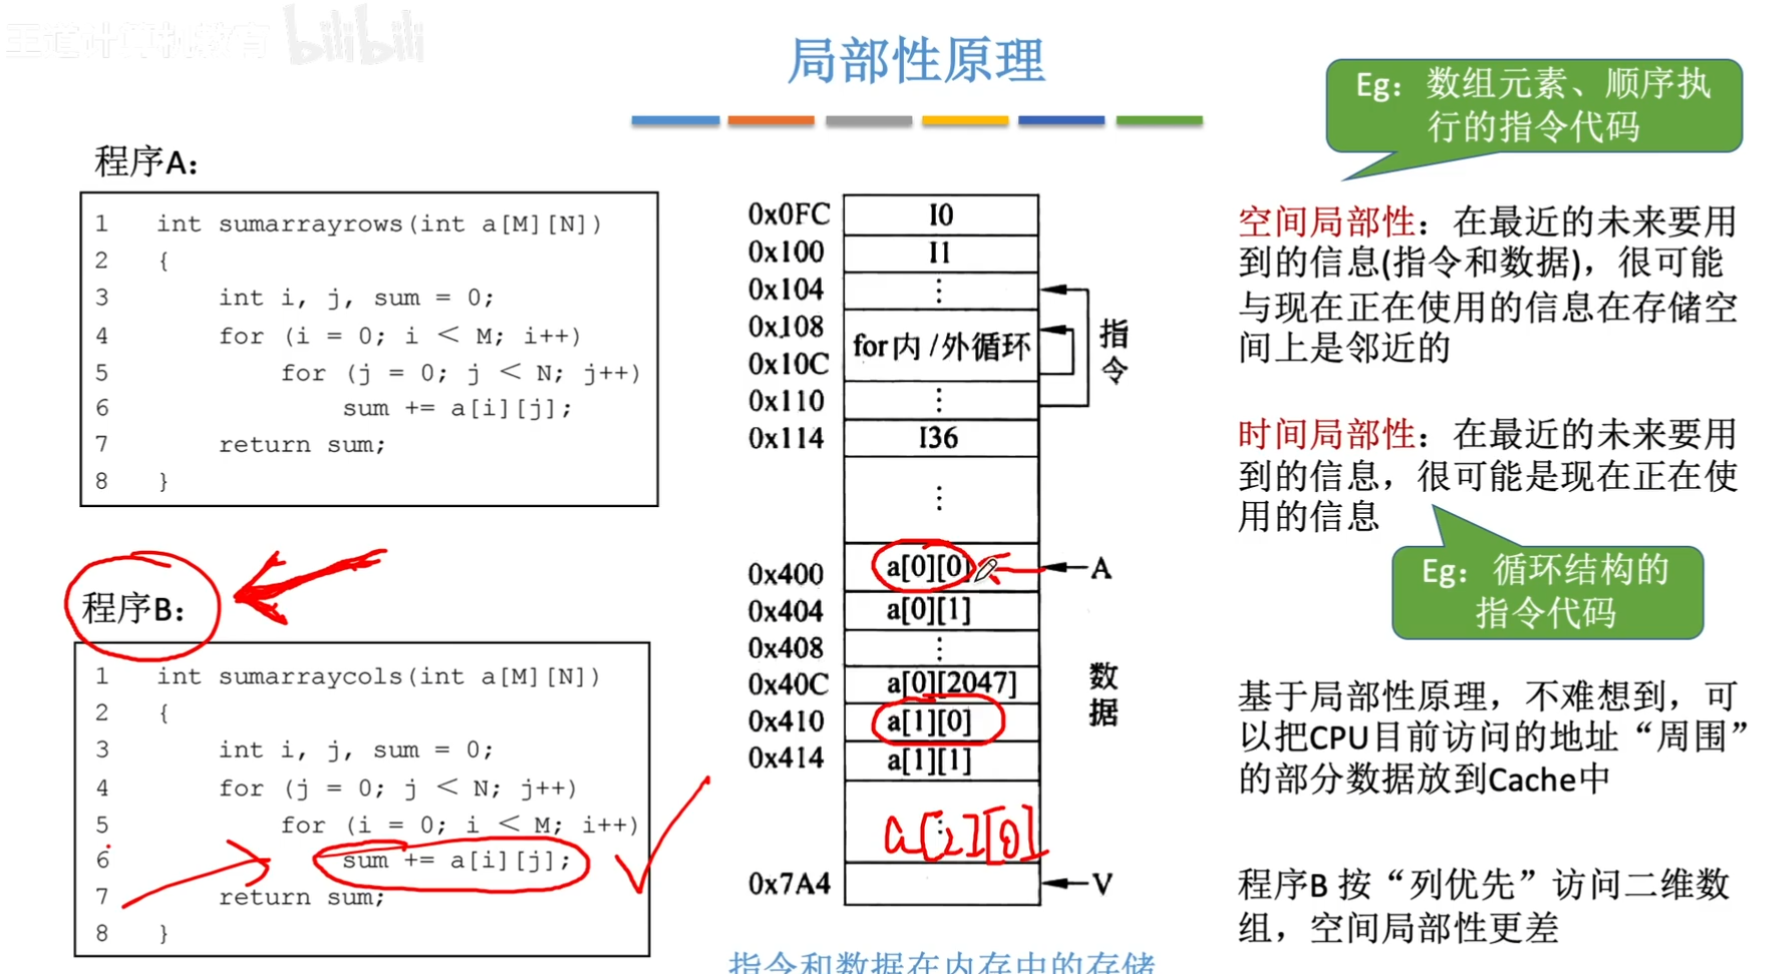 王道计算机教育 bilibili
局部性原理
Eg：数组元素、顺序执
行的指令代码
程序A：
1 int sumarrayrows(int a[M][N])
2 {
3 int i, j, sum = 0;
4 for (i = 0; i < M; i++)
5 for (j = 0; j < N; j++)
6 sum += a[i][j];
7 return sum;
8 }
程序B：
1 int sumarraycols(int a[M][N])
2 {
3 int i, j, sum = 0;
4 for (j = 0; j < N; j++)
5 for (i = 0; i < M; i++)
6 sum += a[i][j];
7 return sum;
8 }
0x0FC I0
0x100 I1
0x104 ⋮
0x108
for内/外循环
0x10C
0x110 ⋮
0x114 I36
⋮
指
令
0x400 a[0][0] A
0x404 a[0][1]
0x408 ⋮
0x40C a[0][2047]
0x410 a[1][0]
0x414 a[1][1]
⋮
a[2][0]
0x7A4 V
数
据
指令和数据在内存中的存储
空间局部性：在最近的未来要用
到的信息(指令和数据)，很可能
与现在正在使用的信息在存储空
间上是邻近的
时间局部性：在最近的未来要用
到的信息，很可能是现在正在使
用的信息
Eg：循环结构的
指令代码
基于局部性原理，不难想到，可
以把CPU目前访问的地址“周围”
的部分数据放到Cache中
程序B 按“列优先”访问二维数
组，空间局部性更差